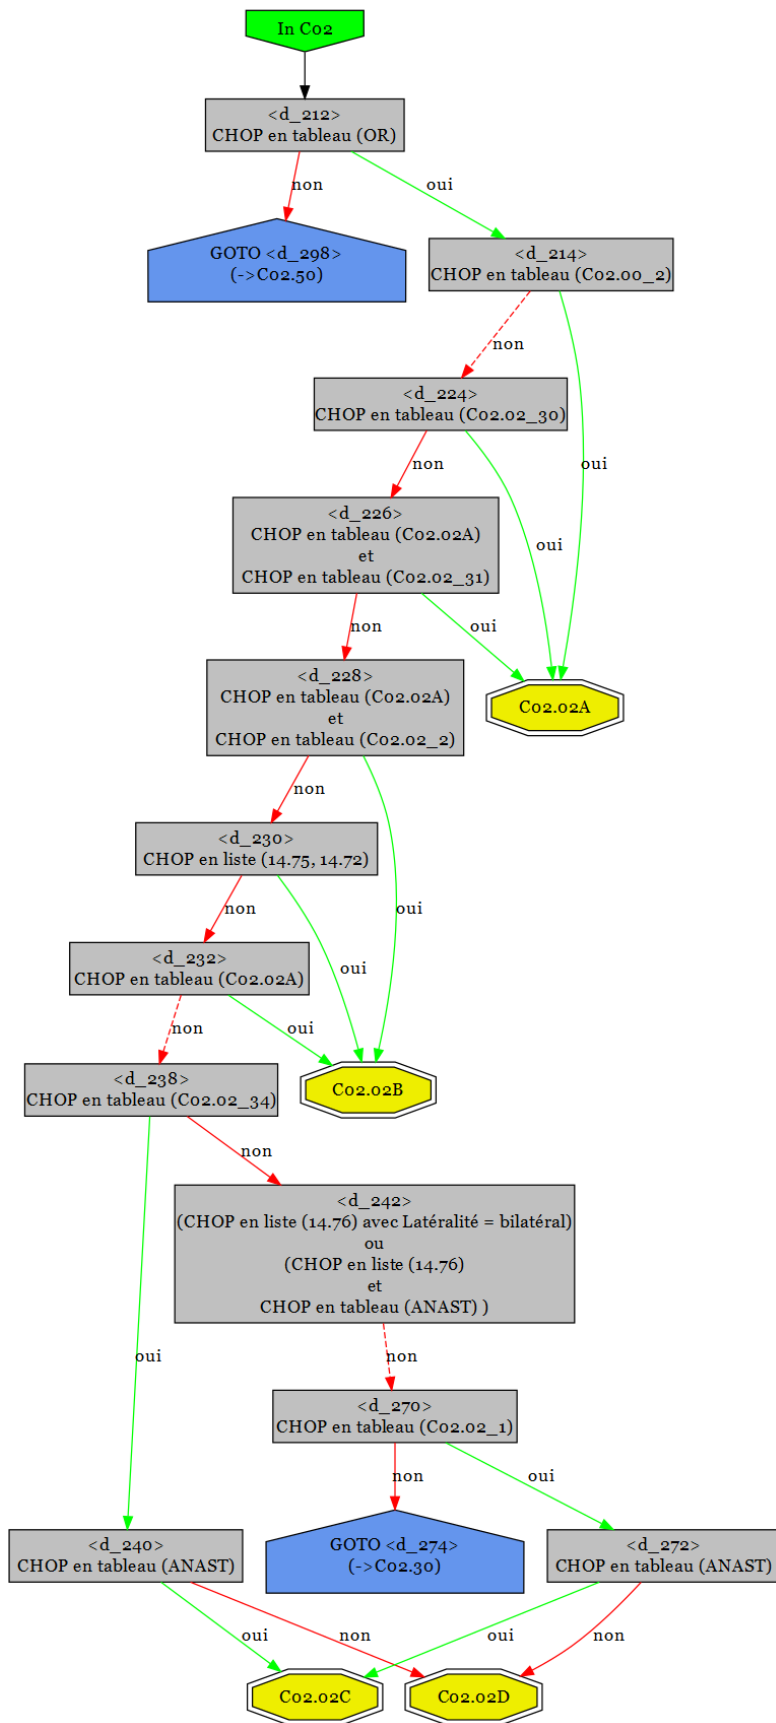 In C02
<d_212>
CHOP en tableau (OR)
non
oui
GOTO <d_298>
(->C02.50)
<d_214>
CHOP en tableau (C02.00_2)
non
<d_224>
CHOP en tableau (C02.02_30)
non
oui
oui
<d_226>
CHOP en tableau (C02.02A)
et
CHOP en tableau (C02.02_31)
non
oui
<d_228>
CHOP en tableau (C02.02A)
et
CHOP en tableau (C02.02_2)
C02.02A
non
<d_230>
CHOP en liste (14.75, 14.72)
non
oui
oui
<d_232>
CHOP en tableau (C02.02A)
non
oui
<d_238>
CHOP en tableau (C02.02_34)
C02.02B
non
<d_242>
(CHOP en liste (14.76) avec Latéralité = bilatéral)
ou
(CHOP en liste (14.76)
et
CHOP en tableau (ANAST) )
oui
non
<d_270>
CHOP en tableau (C02.02_1)
non
oui
<d_240>
CHOP en tableau (ANAST)
GOTO <d_274>
(->C02.30)
<d_272>
CHOP en tableau (ANAST)
oui
non
oui
non
C02.02C
C02.02D